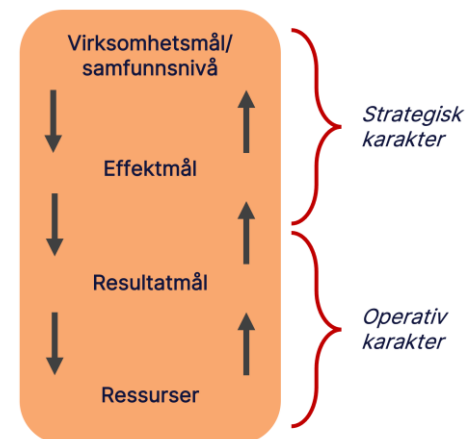 Virksomhetsmål/
samfunnsnivå
Strategisk
karakter
Effektmål
Resultatmål
Operativ
karakter
Ressurser